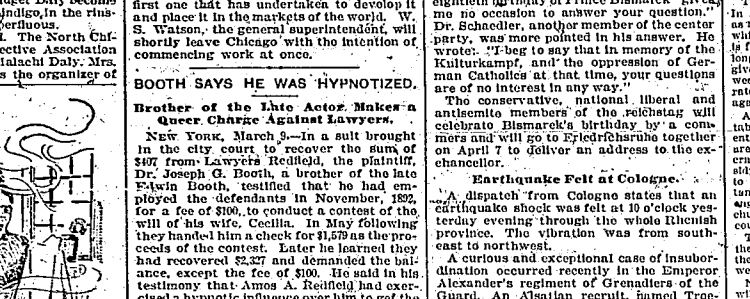 udget Daly become
indigo, in the rins-
perfluous.
The North Chi-
ective Association
Malachi Daly. Mrs.
s the organizer of
first one that has undertaken to develop it
and place it in the markets of the world. W.
S. Watson, the general superintendent, will
shortly leave Chicago with the intention of
commencing work at once.
BOOTH SAYS HE WAS HYPNOTIZED.
Brother of the Late Actor Makes a
Queer Charge Against Lawyers.
NEW YORK, March 9.—In a suit brought
in the city court to recover the sum of
$407 from Lawyers Redfield, the plaintiff,
Dr. Joseph G. Booth, a brother of the late
Edwin Booth, testified that he had em-
ployed the defendants in November, 1892,
for a fee of $100, to conduct a contest of the
will of his wife, Cecilia. In May following
they handed him a check for $1,579 as the pro-
ceeds of the contest. Later he learned they
had recovered $2,327 and demanded the bal-
ance, except the fee of $100. He said in his
testimony that Amos A. Redfield had exer-
cised a hypnotic influence over him to get the
eightieth birthday of Prince Bismarck give
me no occasion to answer your question."
Dr. Schaedler, another member of the center
party, was more pointed in his answer. He
wrote: "I beg to say that in memory of the
Kulturkampf, and the oppression of Ger-
man Catholics at that time, your questions
are of no interest in any way."
The conservative, national liberal and
antisemite members of the reichstag will
celebrate Bismarck's birthday by a com-
mers and will go to Friedrichsruhe together
on April 7 to deliver an address to the ex-
chancellor.
Earthquake Felt at Cologne.
A dispatch from Cologne states that an
earthquake shock was felt at 10 o'clock yes-
terday evening through the whole Rhenish
province. The vibration was from south-
east to northwest.
A curious and exceptional case of insubor-
dination occurred recently in the Emperor
Alexander's regiment of Grenadiers of the
Guard. An Alsatian recruit, named Tror